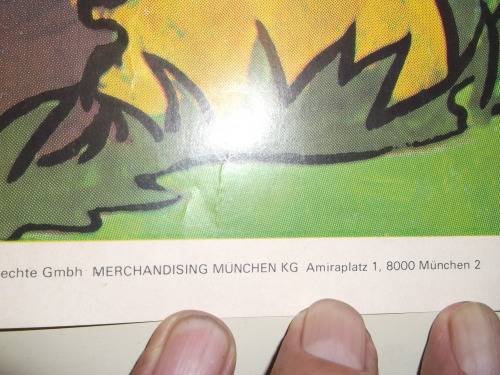 echte Gmbh MERCHANDISING MÜNCHEN KG Amiraplatz 1, 8000 München 2